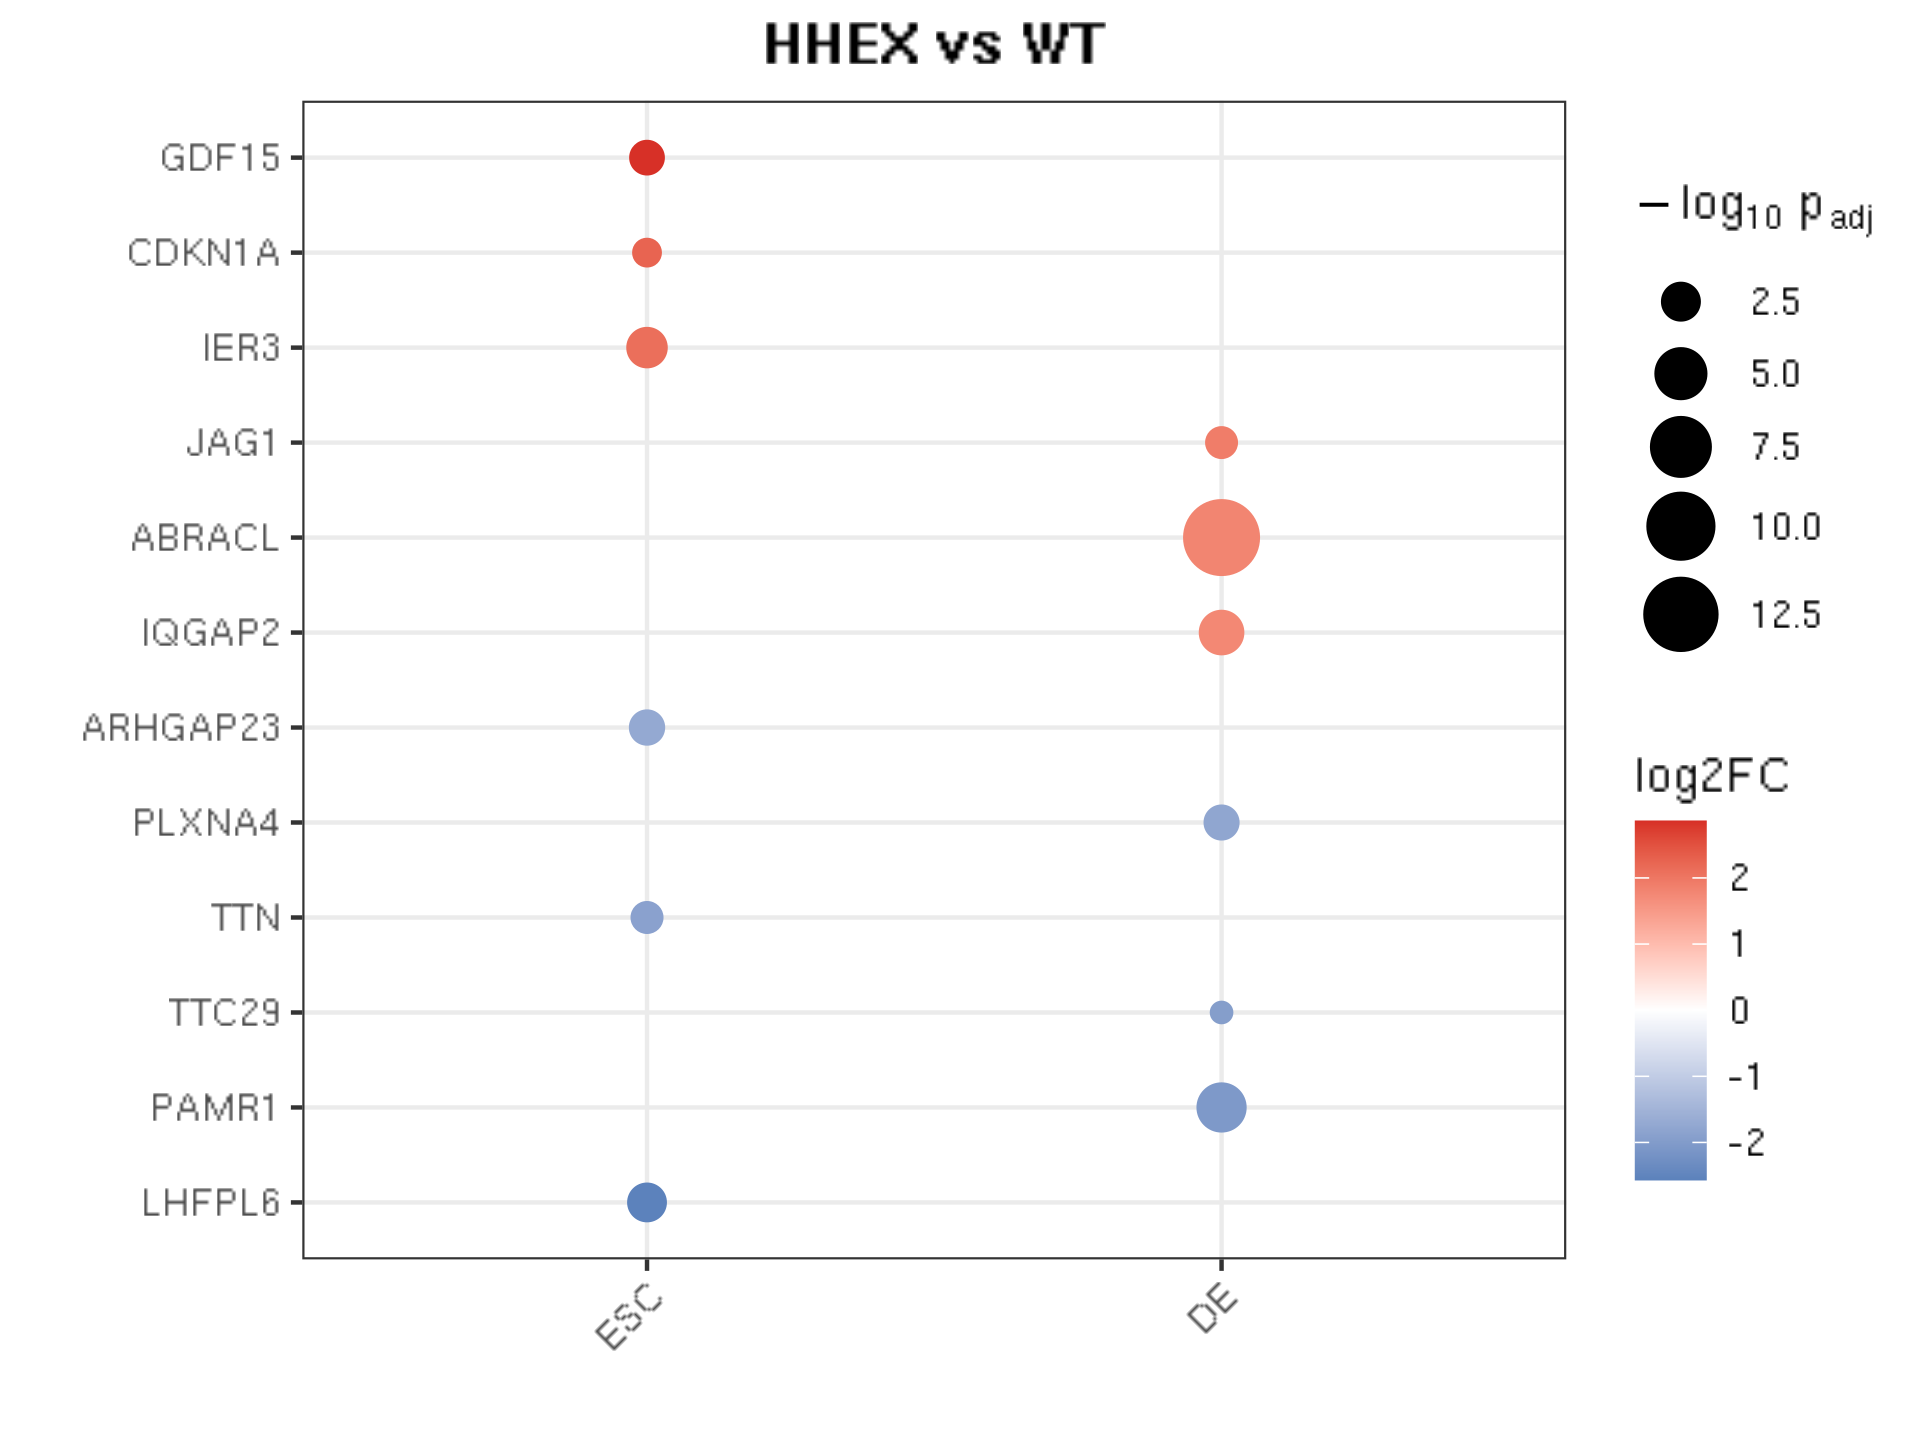 HHEX vs WT
GDF15
CDKN1A
IER3
JAG1
ABRACL
IQGAP2
ARHGAP23
PLXNA4
TTN
TTC29
PAMR1
LHFPL6
ESC
DE
− log10 p adj
2.5
5.0
7.5
10.0
12.5
log2FC
2
1
0
-1
-2